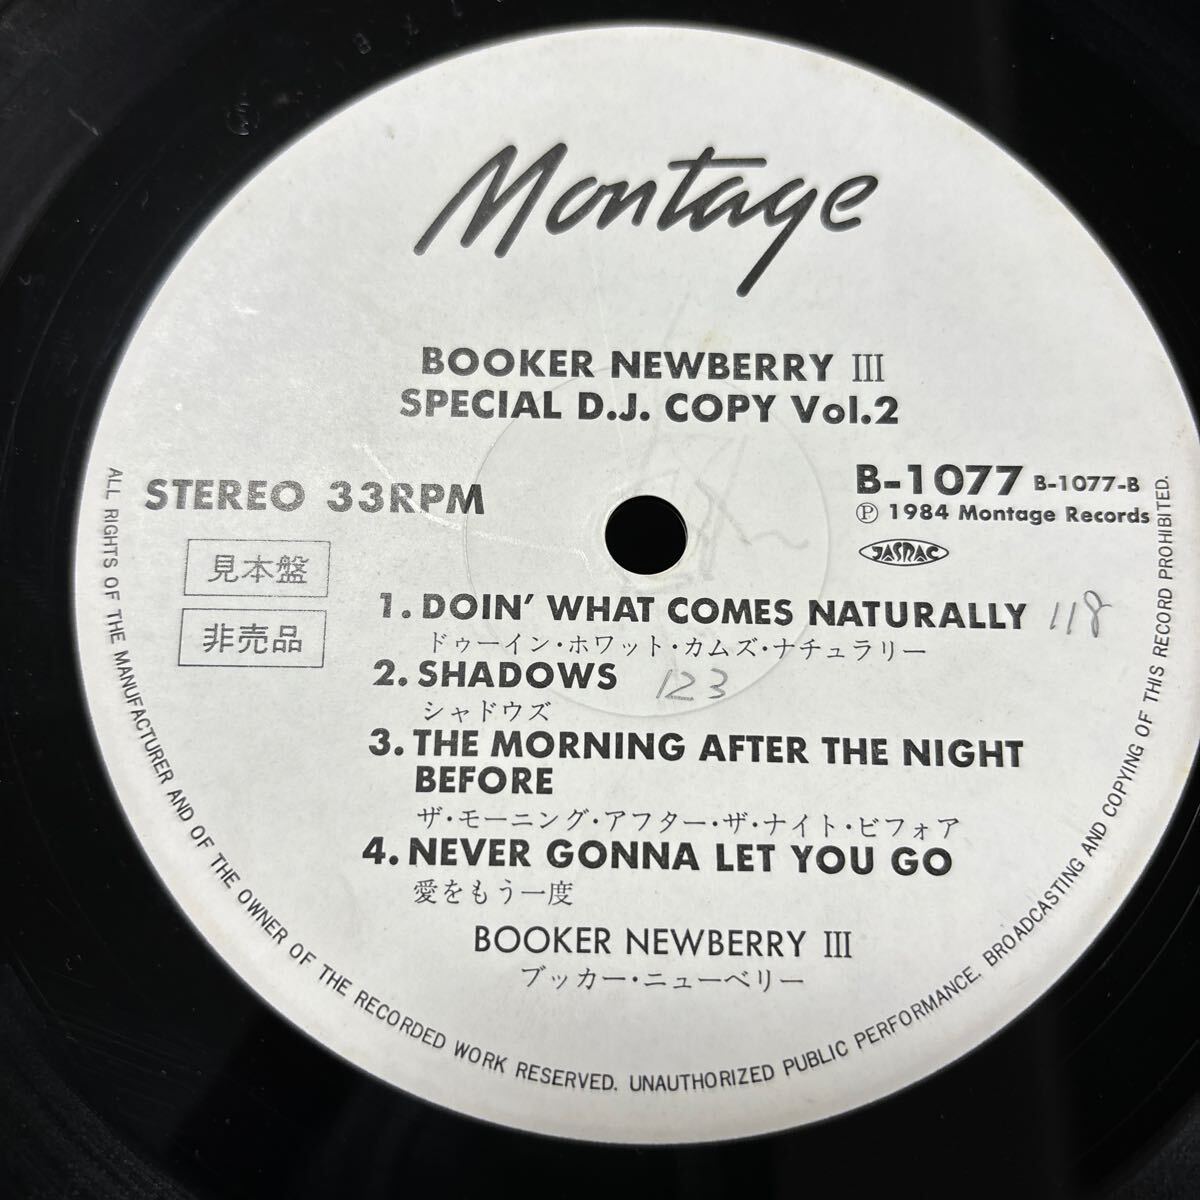 Montage
BOOKER NEWBERRY III
SPECIAL D.J. COPY Vol.2
STEREO 33RPM
B-1077 B-1077-B
Ⓟ 1984 Montage Records
JASRAC
見本盤
非売品
1. DOIN' WHAT COMES NATURALLY 118
ドゥーイン・ホワット・カムズ・ナチュラリー
2. SHADOWS 123
シャドウズ
3. THE MORNING AFTER THE NIGHT
BEFORE
ザ・モーニング・アフター・ザ・ナイト・ビフォア
4. NEVER GONNA LET YOU GO
愛をもう一度
BOOKER NEWBERRY III
ブッカー・ニューベリー
ALL RIGHTS OF THE MANUFACTURER AND OF THE OWNER OF THE RECORDED WORK RESERVED. UNAUTHORIZED PUBLIC PERFORMANCE. BROADCASTING AND COPYING OF THIS RECORD PROHIBITED.